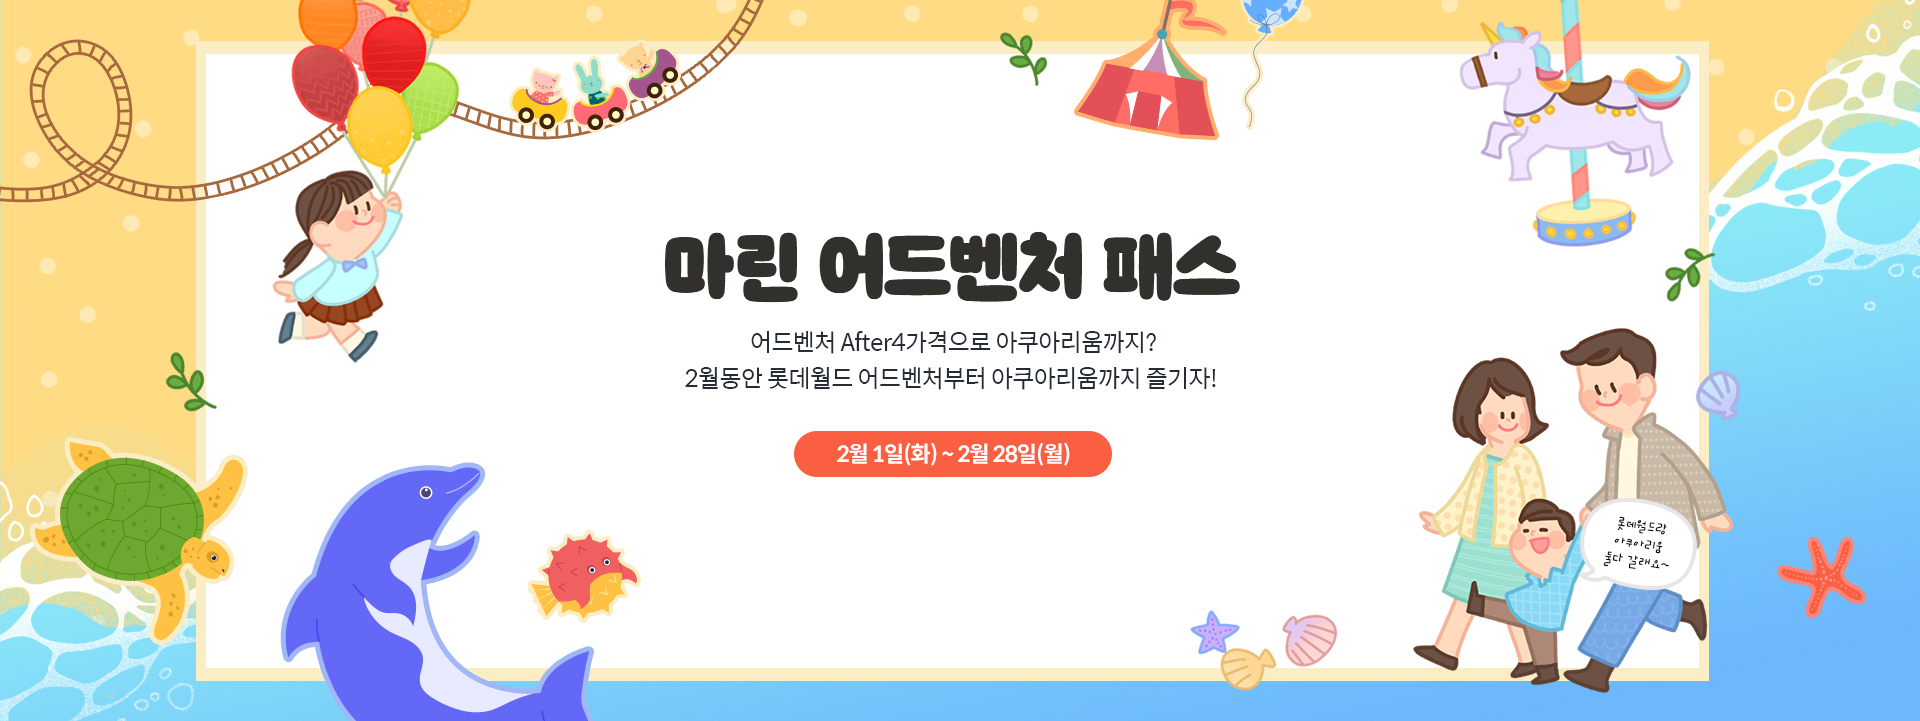 마린 어드벤처 패스
어드벤처 After4가격으로 아쿠아리움까지?
2월동안 롯데월드 어드벤처부터 아쿠아리움까지 즐기자!
2월 1일(화) ~ 2월 28일(월)
롯데월드랑
아쿠아리움
둘다 갈래요~